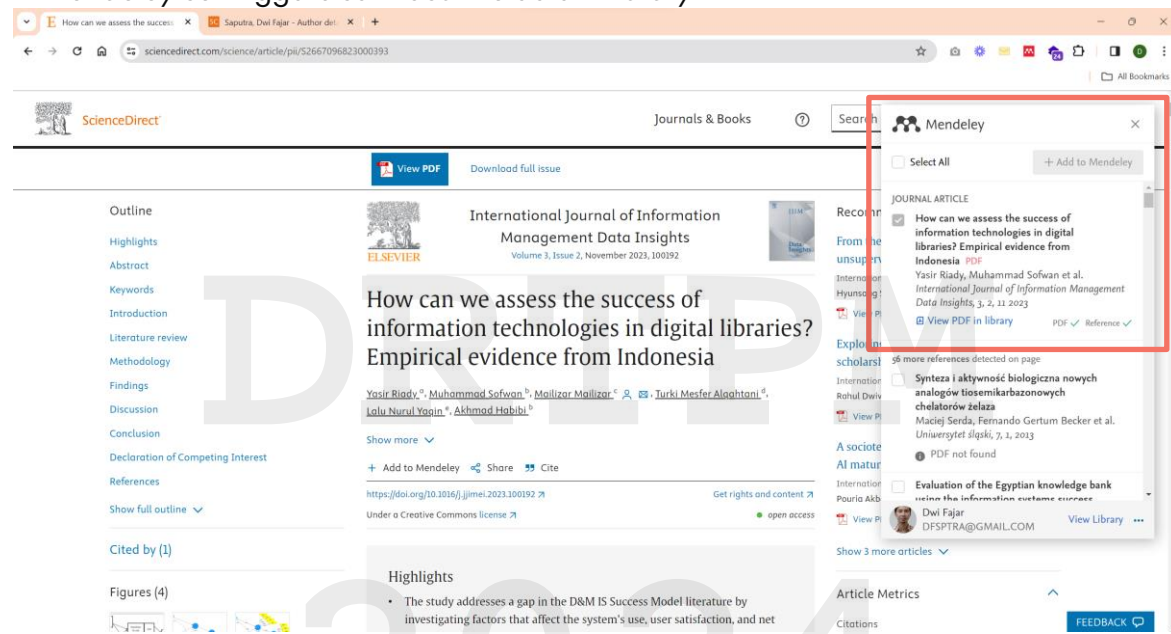 How can we assess the success
Saputra, Dwi Fajar - Author det
sciencedirect.com/science/article/pii/S2667096823000393
24
D
All Bookmarks
ScienceDirect
Journals & Books
Search
View PDF
Download full issue
Outline
Highlights
Abstract
Keywords
Introduction
Literature review
Methodology
Findings
Discussion
Conclusion
Declaration of Competing Interest
References
Show full outline
Cited by (1)
Figures (4)
ELSEVIER
International Journal of Information
Management Data Insights
Volume 3, Issue 2, November 2023, 100192
How can we assess the success of
information technologies in digital libraries?
Empirical evidence from Indonesia
Yasir Riady a, Muhammad Sofwan b, Mailizar Mailizar c, Turki Mesfer Alqahtani d,
Lalu Nurul Yaqin e, Akhmad Habibi b
Show more
+ Add to Mendeley Share Cite
https://doi.org/10.1016/j.jjimei.2023.100192
Get rights and content
Under a Creative Commons license
open access
Highlights
• The study addresses a gap in the D&M IS Success Model literature by
investigating factors that affect the system's use, user satisfaction, and net
From the
Hyunsang
View
Rahul Dwiv
A sociote
AI matur
Pouria Akb
Show 3 more articles
Article Metrics
Citations
FEEDBACK
Mendeley
Select All
+ Add to Mendeley
JOURNAL ARTICLE
How can we assess the success of
information technologies in digital
libraries? Empirical evidence from
Indonesia PDF
Yasir Riady, Muhammad Sofwan et al.
International Journal of Information Management
Data Insights, 3, 2, 11 2023
View PDF in library
PDF ✓ Reference ✓
56 more references detected on page
Synteza i aktywność biologiczna nowych
analogów tiosemikarbazonowych
chelatorów żelaza
Maciej Serda, Fernando Gertum Becker et al.
Uniwersytet śląski, 7, 1, 2013
PDF not found
Evaluation of the Egyptian knowledge bank
using the information systems success
Dwi Fajar
DFSPTRA@GMAIL.COM
View Library
DRTPM
2024